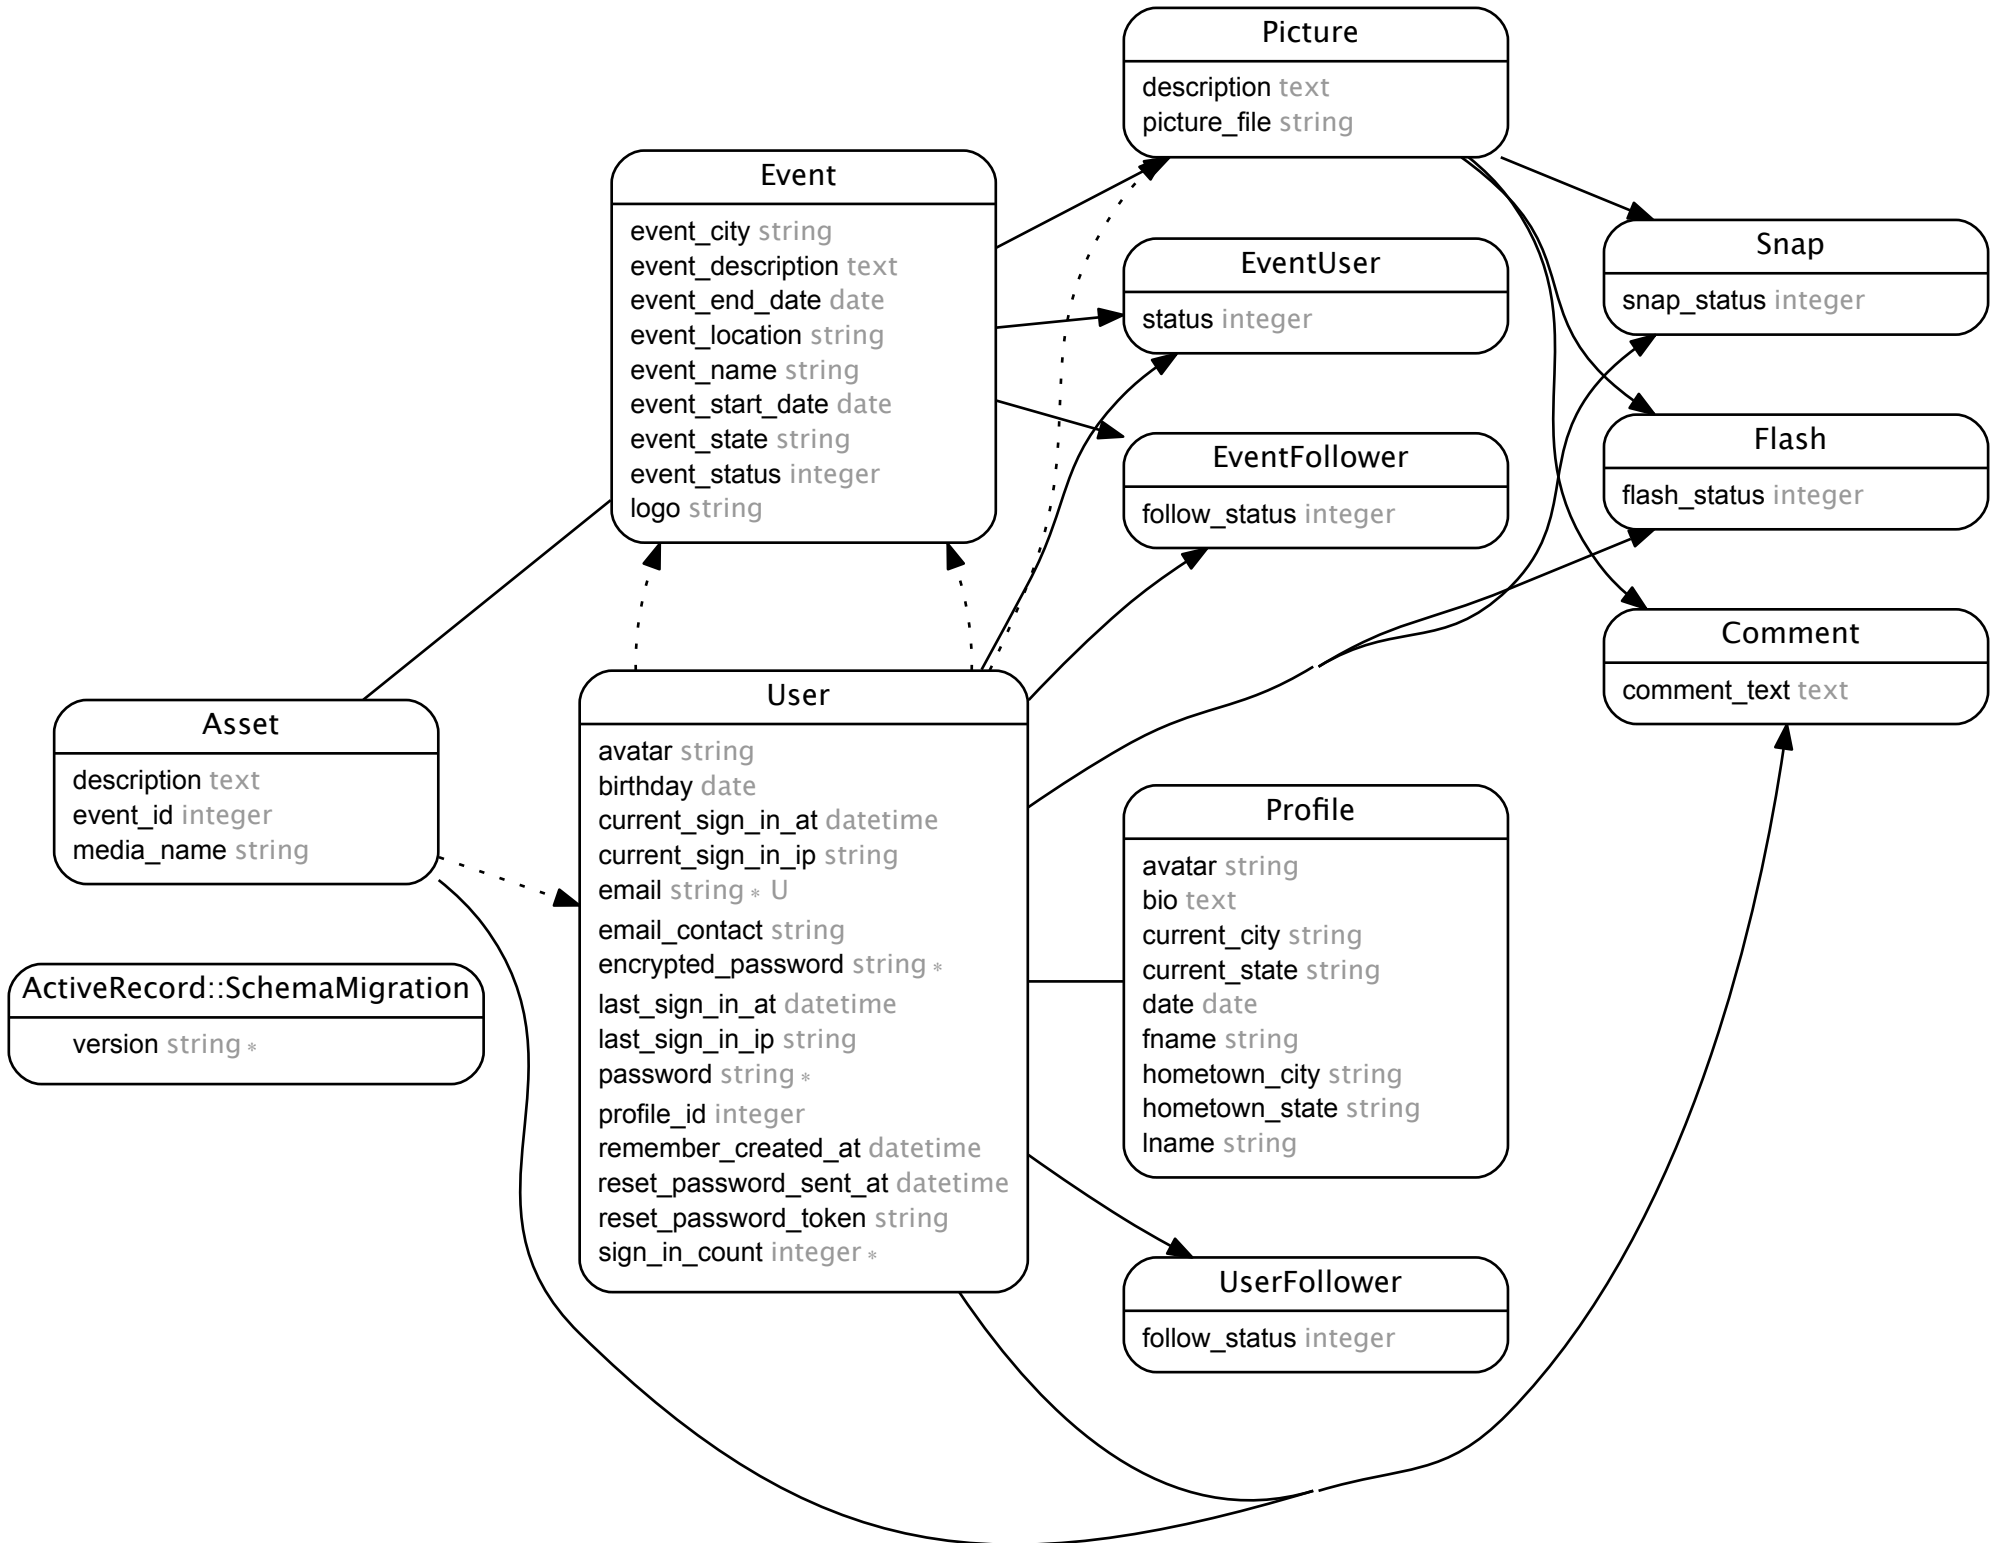 Picture
description text
picture_file string
Event
event_city string
event_description text
event_end_date date
event_location string
event_name string
event_start_date date
event_state string
event_status integer
logo string
EventUser
status integer
Snap
snap_status integer
EventFollower
follow_status integer
Flash
flash_status integer
Comment
comment_text text
Asset
description text
event_id integer
media_name string
User
avatar string
birthday date
current_sign_in_at datetime
current_sign_in_ip string
email string * U
email_contact string
encrypted_password string *
last_sign_in_at datetime
last_sign_in_ip string
password string *
profile_id integer
remember_created_at datetime
reset_password_sent_at datetime
reset_password_token string
sign_in_count integer *
Profile
avatar string
bio text
current_city string
current_state string
date date
fname string
hometown_city string
hometown_state string
lname string
ActiveRecord::SchemaMigration
version string *
UserFollower
follow_status integer